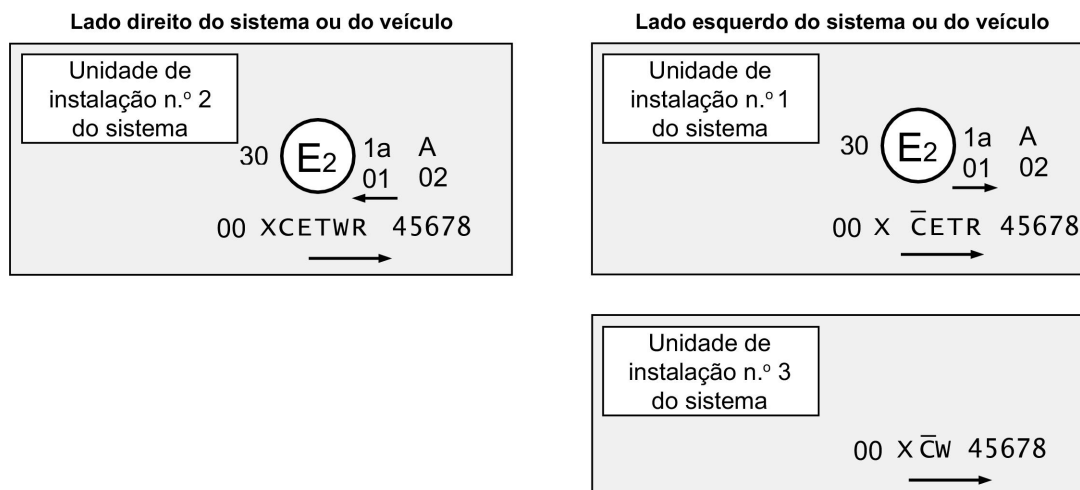 Lado direito do sistema ou do veículo
Unidade de
instalação n.º 2
do sistema
30 E2 1a A
01 02
00 XCETWR 45678
Lado esquerdo do sistema ou do veículo
Unidade de
instalação n.º 1
do sistema
30 E2 1a A
01 02
00 X C̅ETR 45678
Unidade de
instalação n.º 3
do sistema
00 X C̅W 45678